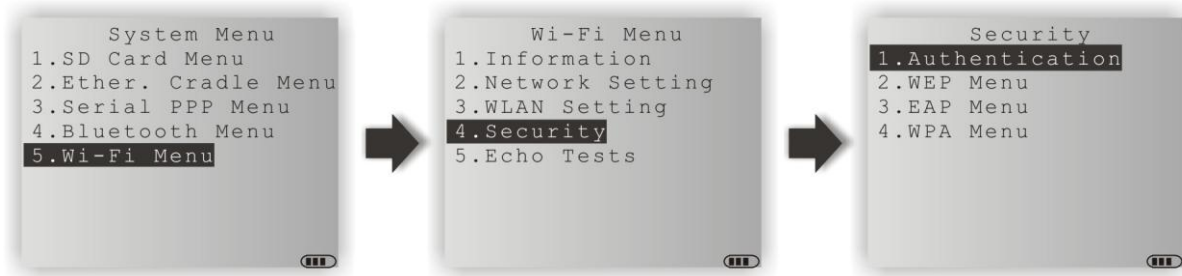 System Menu
1.SD Card Menu
2.Ether. Cradle Menu
3.Serial PPP Menu
4.Bluetooth Menu
5.Wi-Fi Menu
Wi-Fi Menu
1.Information
2.Network Setting
3.WLAN Setting
4.Security
5.Echo Tests
Security
1.Authentication
2.WEP Menu
3.EAP Menu
4.WPA Menu